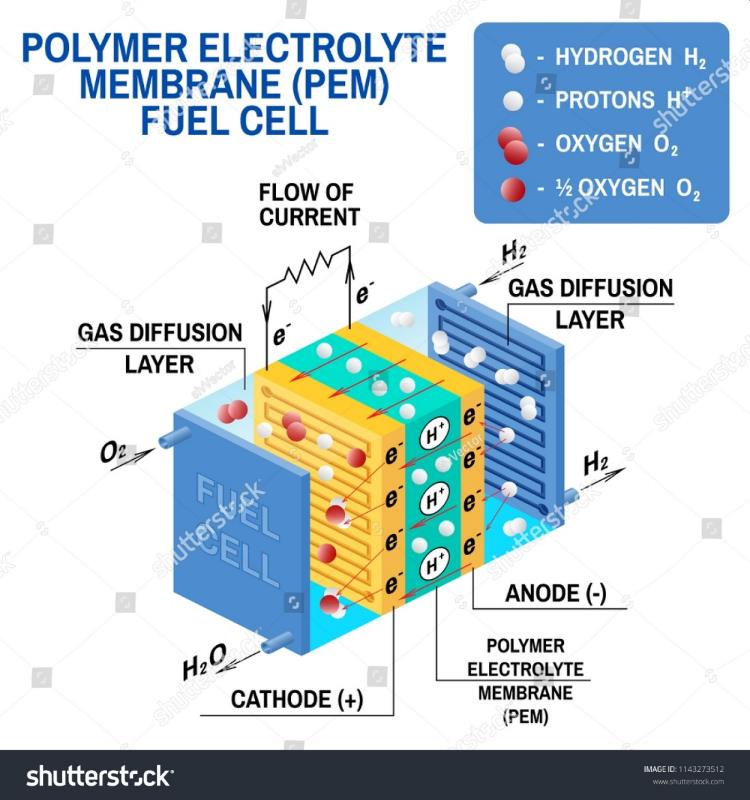 POLYMER ELECTROLYTE
MEMBRANE (PEM)
FUEL CELL
- HYDROGEN H₂
- PROTONS H⁺
- OXYGEN O₂
- ½ OXYGEN O₂
FLOW OF
CURRENT
e⁻
e⁻
H₂
GAS DIFFUSION
LAYER
GAS DIFFUSION
LAYER
O₂
FUEL
CELL
H₂O
e⁻
e⁻
e⁻
e⁻
H⁺
H⁺
H⁺
e⁻
e⁻
e⁻
e⁻
H₂
ANODE (-)
POLYMER
ELECTROLYTE
MEMBRANE
(PEM)
CATHODE (+)
shutterstock
IMAGE ID: 1143273512
www.shutterstock.com